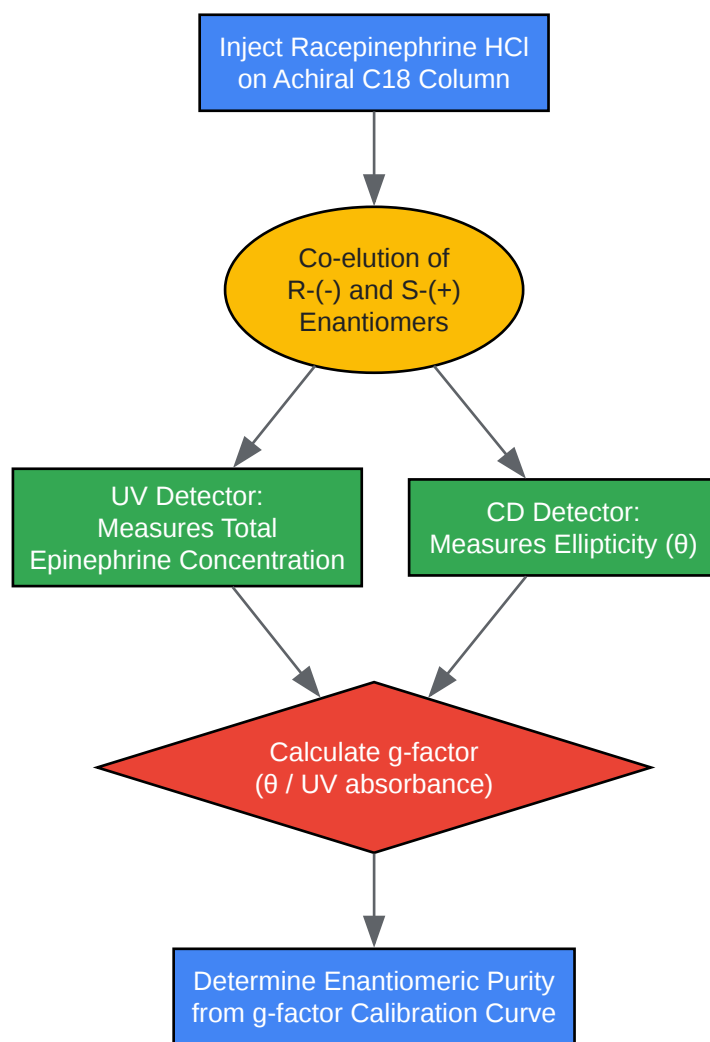 Inject Racepinephrine HCl
on Achiral C18 Column
Co-elution of
R-(-) and S-(+)
Enantiomers
UV Detector:
Measures Total
Epinephrine Concentration
CD Detector:
Measures Ellipticity (θ)
Calculate g-factor
(θ / UV absorbance)
Determine Enantiomeric Purity
from g-factor Calibration Curve